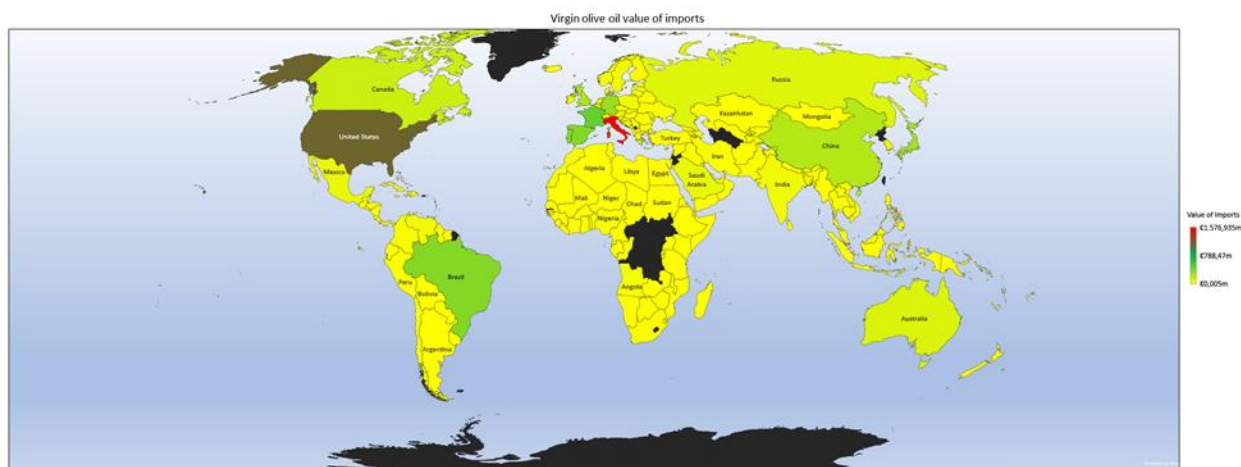 Virgin olive oil value of imports
Canada
Russia
United States
Kazakhstan
Mongolia
China
Turkey
Iran
Mexico
Algeria
Libya
Egypt
Saudi
Arabia
India
Mali
Niger
Chad
Sudan
Nigeria
Brazil
Peru
Bolivia
Angola
Australia
Argentina
Value of Imports
€1.576,935m
€788,47m
€0,005m